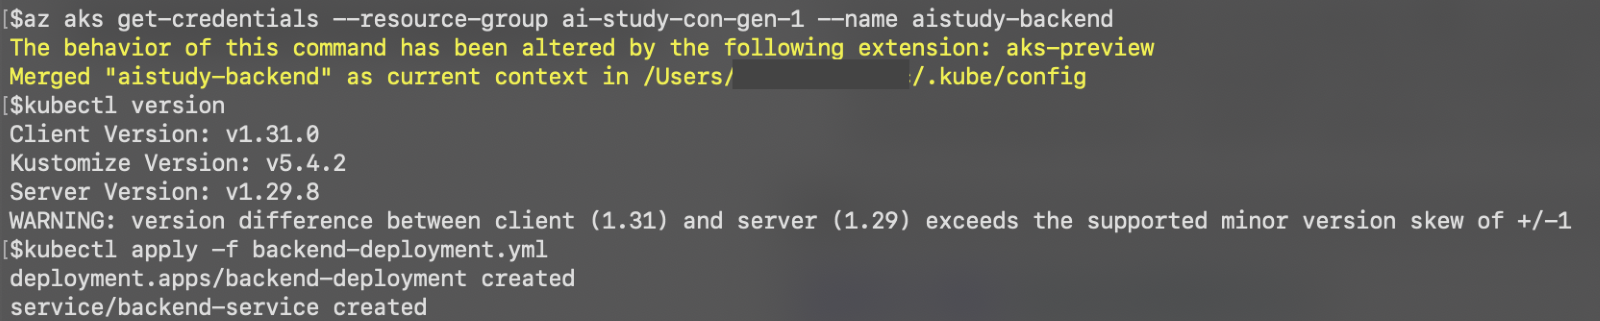 [$az aks get-credentials --resource-group ai-study-con-gen-1 --name aistudy-backend
The behavior of this command has been altered by the following extension: aks-preview
Merged "aistudy-backend" as current context in /Users/ /.kube/config
[$kubectl version
Client Version: v1.31.0
Kustomize Version: v5.4.2
Server Version: v1.29.8
WARNING: version difference between client (1.31) and server (1.29) exceeds the supported minor version skew of +/-1
[$kubectl apply -f backend-deployment.yml
deployment.apps/backend-deployment created
service/backend-service created